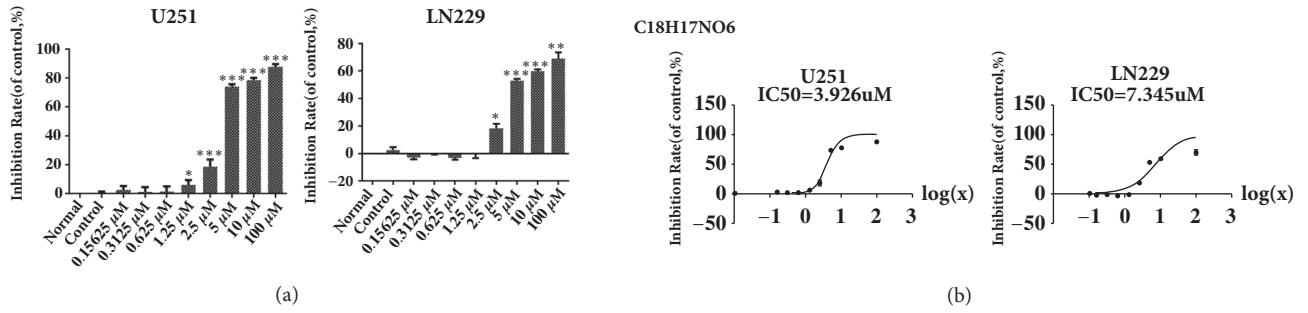 U251
Inhibition Rate(of control,%)
100
80
60
40
20
0
***
***
***
***
*
Normal
Control
0.15625 μM
0.3125 μM
0.625 μM
1.25 μM
2.5 μM
5 μM
10 μM
100 μM
LN229
Inhibition Rate(of control,%)
80
60
40
20
0
−20
**
***
***
*
Normal
Control
0.15625 μM
0.3125 μM
0.625 μM
1.25 μM
2.5 μM
5 μM
10 μM
100 μM
(a)
C18H17NO6
U251
IC50=3.926uM
Inhibition Rate(of control,%)
150
100
50
0
−50
−1 0 1 2 3
log(x)
LN229
IC50=7.345uM
Inhibition Rate(of control,%)
150
100
50
0
−50
−1 0 1 2 3
log(x)
(b)